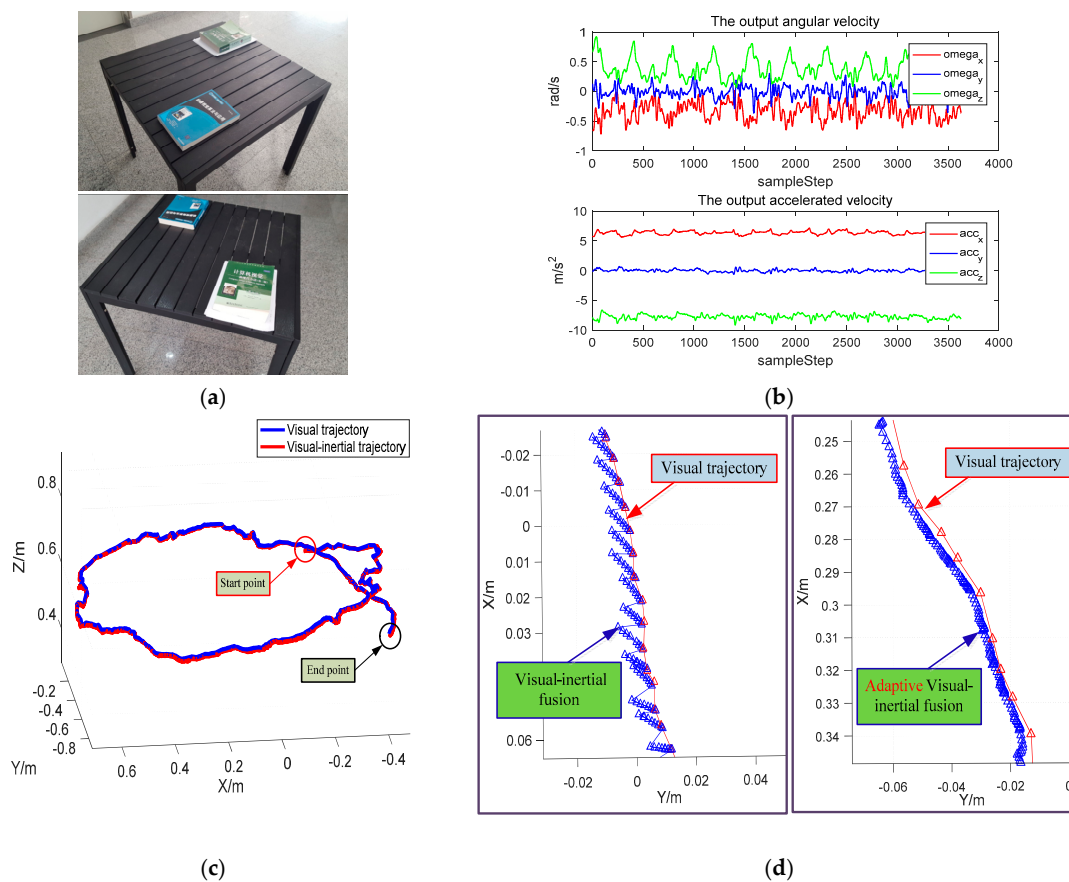 The output angular velocity
rad/s
1
0.5
0
-0.5
-1
omega_x
omega_y
omega_z
0 500 1000 1500 2000 2500 3000 3500 4000
sampleStep
The output accelerated velocity
m/s²
10
5
0
-5
-10
acc_x
acc_y
acc_z
0 500 1000 1500 2000 2500 3000 3500 4000
sampleStep
(a)
(b)
Visual trajectory
Visual-inertial trajectory
Z/m
0.8
0.6
0.4
Start point
End point
-0.2
-0.4
-0.6
-0.8
Y/m
0.6 0.4 0.2 0 -0.2 -0.4
X/m
(c)
X/m
-0.02
-0.01
0
0.01
0.02
0.03
0.06
Visual trajectory
Visual-inertial
fusion
-0.02 0 0.02 0.04
Y/m
X/m
0.25
0.26
0.27
0.28
0.29
0.3
0.31
0.32
0.33
0.34
Visual trajectory
Adaptive Visual-
inertial fusion
-0.06 -0.04 -0.02 0
Y/m
(d)